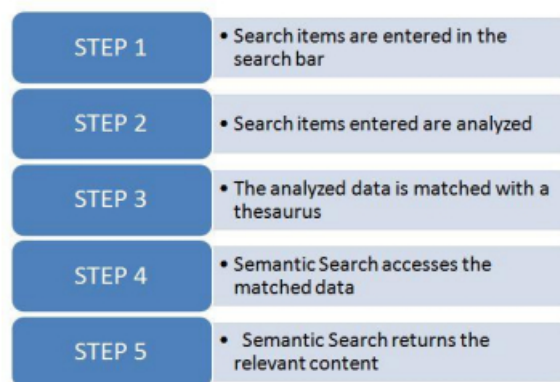 STEP 1
• Search items are entered in the
search bar
STEP 2
• Search items entered are analyzed
STEP 3
• The analyzed data is matched with a
thesaurus
STEP 4
• Semantic Search accesses the
matched data
STEP 5
• Semantic Search returns the
relevant content